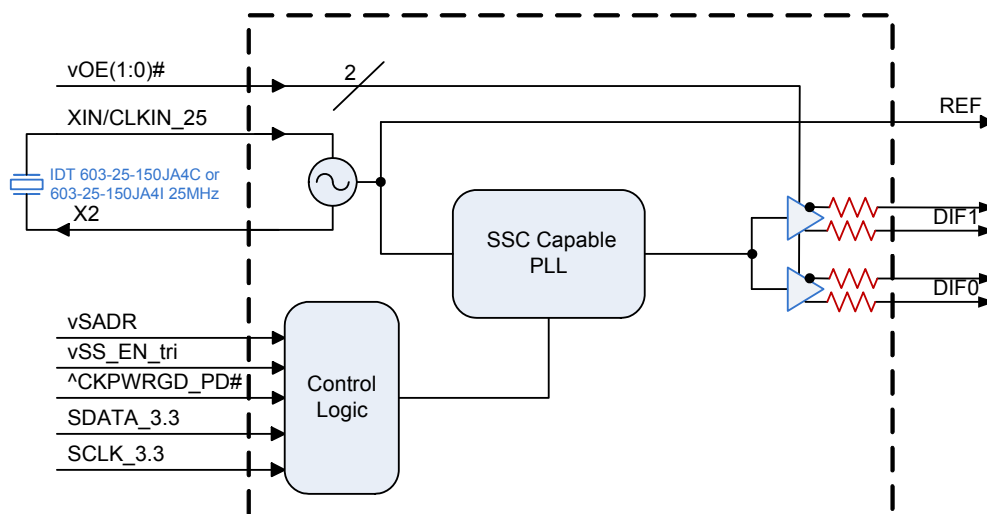 vOE(1:0)#
2
REF
XIN/CLKIN_25
IDT 603-25-150JA4C or
603-25-150JA4I 25MHz
X2
SSC Capable
PLL
DIF1
DIF0
vSADR
vSS_EN_tri
^CKPWRGD_PD#
SDATA_3.3
SCLK_3.3
Control
Logic